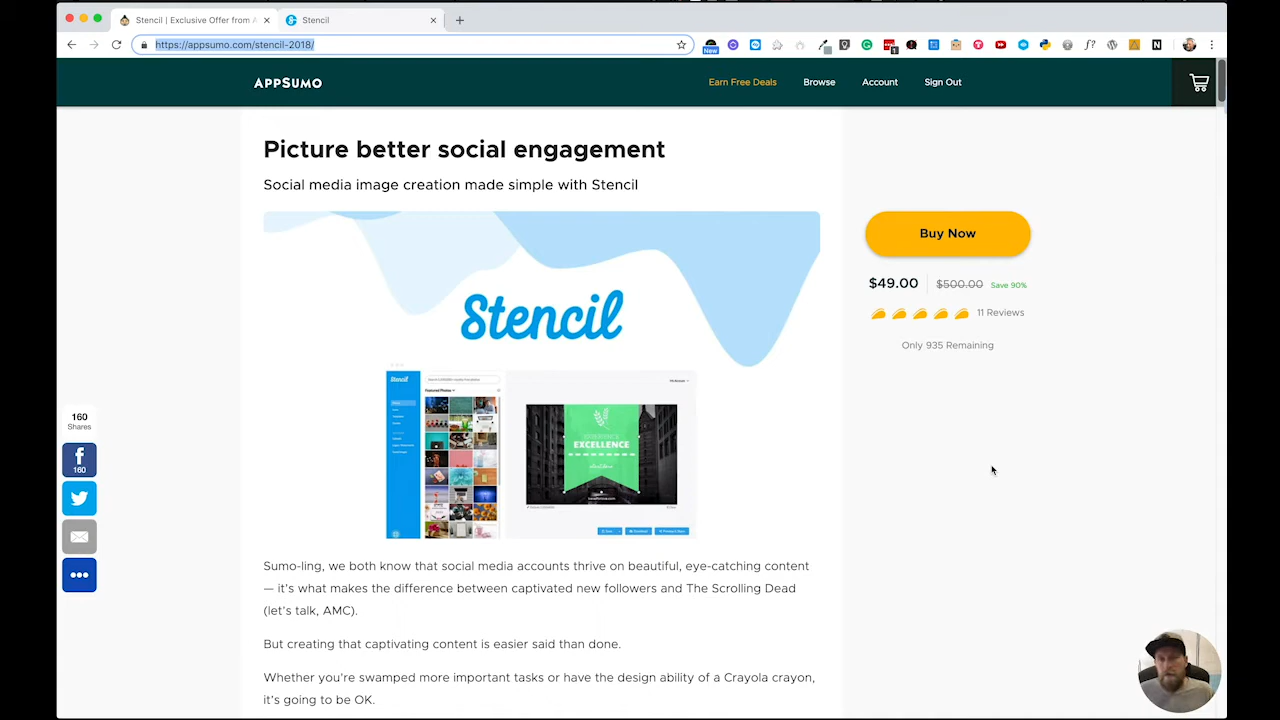 Stencil | Exclusive Offer from A
Stencil
https://appsumo.com/stencil-2018/
New
1
f?
APPSUMO
Earn Free Deals
Browse
Account
Sign Out
Picture better social engagement
Social media image creation made simple with Stencil
Buy Now
$49.00
$500.00
Save 90%
11 Reviews
Only 935 Remaining
Stencil
Stencil
Featured Photos
EXCELLENCE
160
Shares
160
Sumo-ling, we both know that social media accounts thrive on beautiful, eye-catching content
— it's what makes the difference between captivated new followers and The Scrolling Dead
(let's talk, AMC).
But creating that captivating content is easier said than done.
Whether you're swamped more important tasks or have the design ability of a Crayola crayon,
it's going to be OK.